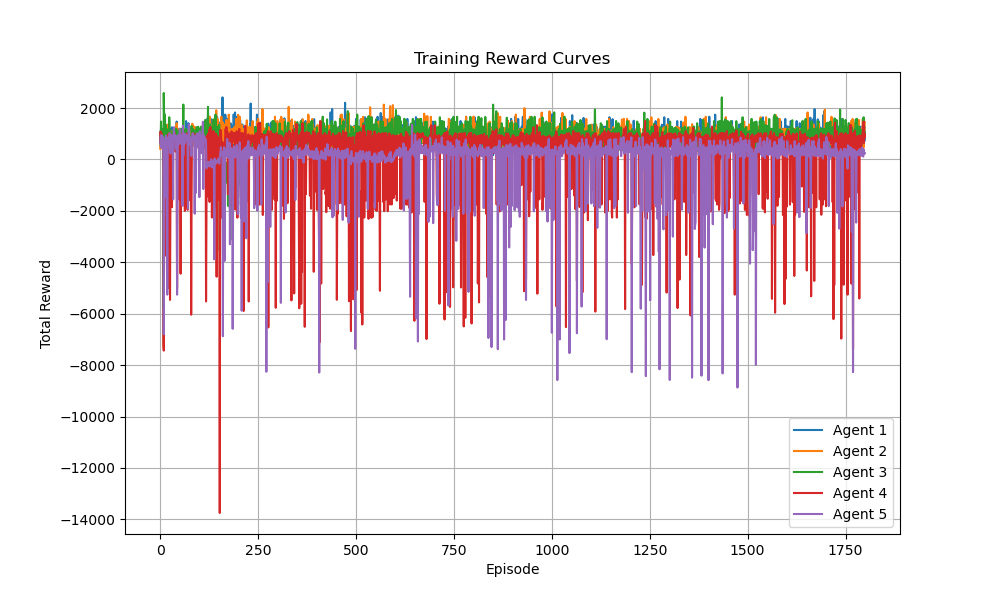 Training Reward Curves
Total Reward
2000
0
−2000
−4000
−6000
−8000
−10000
−12000
−14000
0 250 500 750 1000 1250 1500 1750
Episode
Agent 1
Agent 2
Agent 3
Agent 4
Agent 5